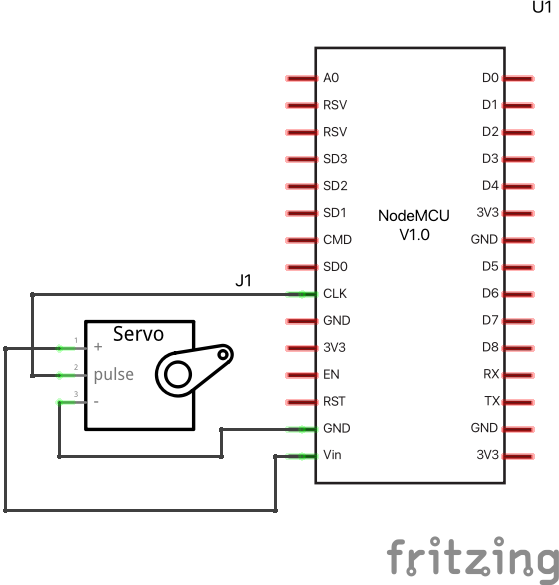 U1
A0 D0
RSV D1
RSV D2
SD3 D3
SD2 D4
SD1 3V3
NodeMCU
V1.0
CMD GND
SD0 D5
J1
CLK D6
GND D7
Servo
1 + 3V3 D8
2 pulse EN RX
3 - RST TX
GND GND
Vin 3V3
fritzing